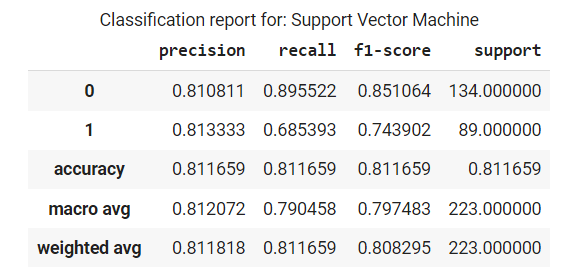 Classification report for: Support Vector Machine
precision recall f1-score support
0 0.810811 0.895522 0.851064 134.000000
1 0.813333 0.685393 0.743902 89.000000
accuracy 0.811659 0.811659 0.811659 0.811659
macro avg 0.812072 0.790458 0.797483 223.000000
weighted avg 0.811818 0.811659 0.808295 223.000000